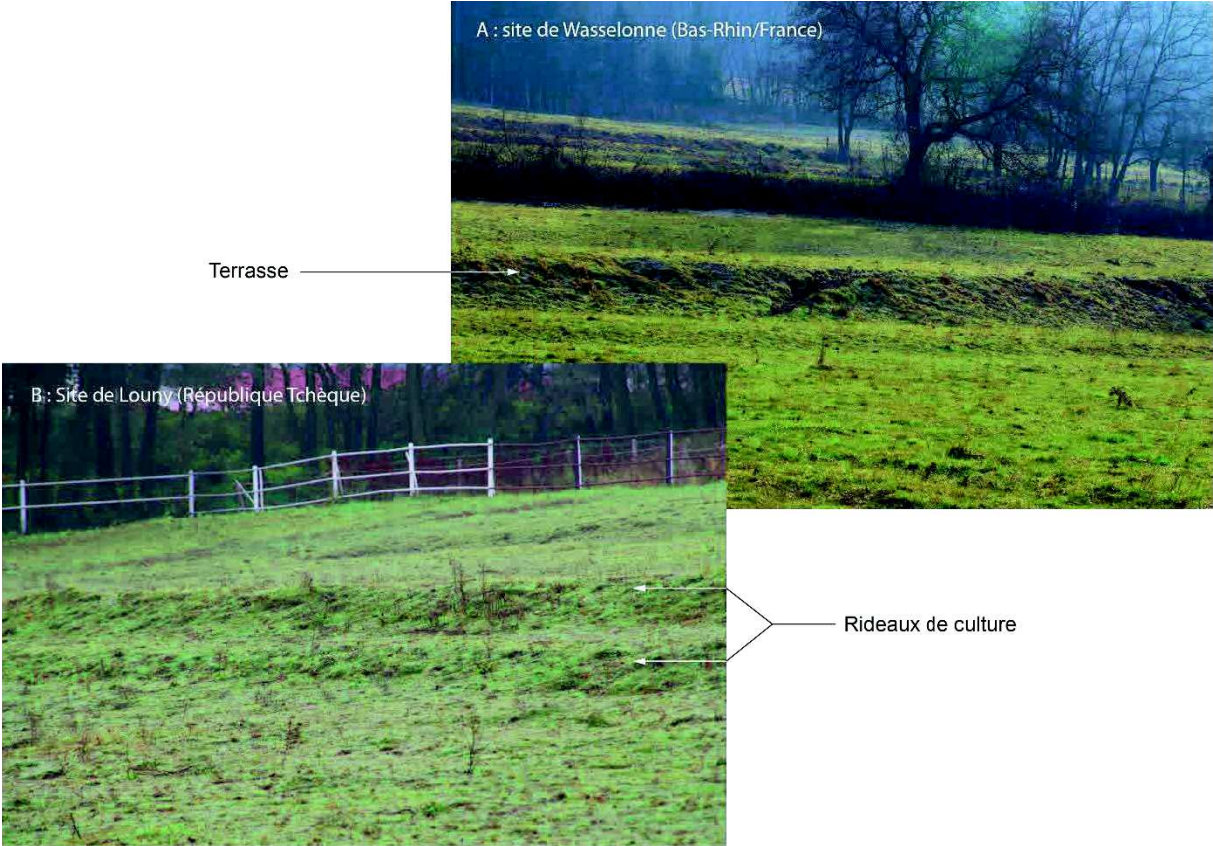 A : site de Wasselonne (Bas-Rhin/France)
Terrasse
B : Site de Louny (République Tchèque)
Rideaux de culture